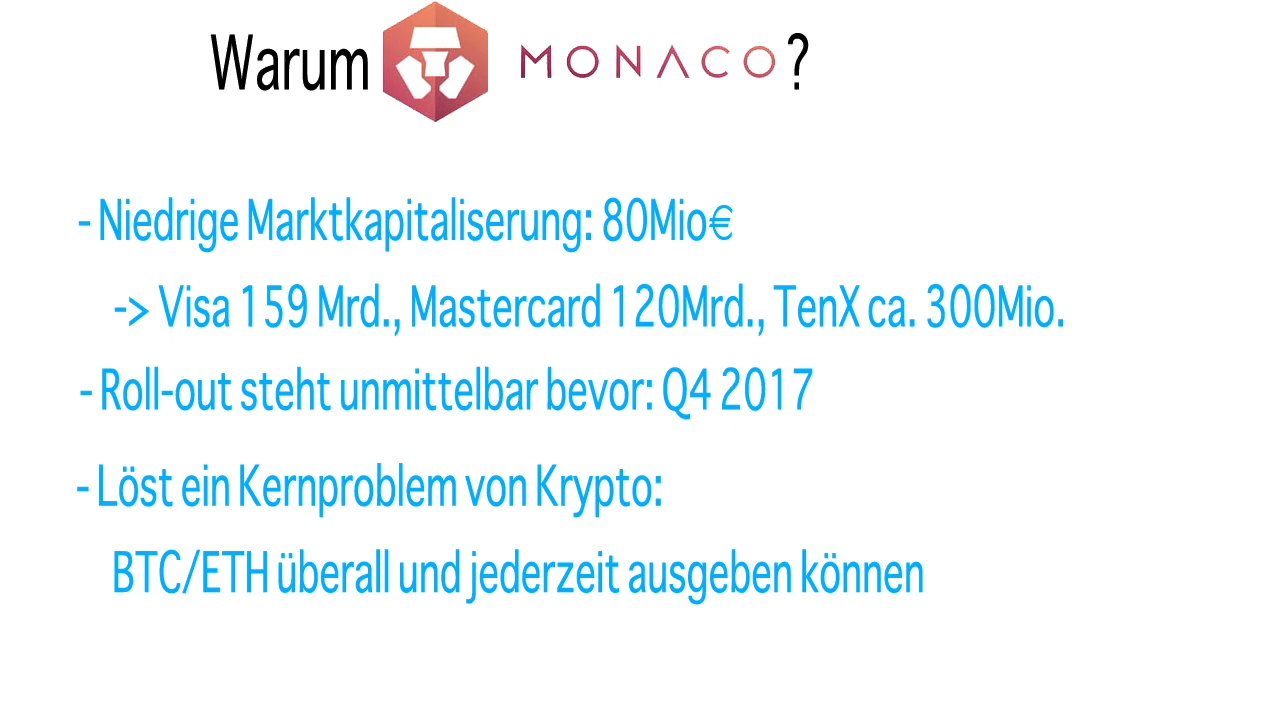 Warum MONACO?
- Niedrige Marktkapitaliserung: 80Mio€
-> Visa 159 Mrd., Mastercard 120Mrd., TenX ca. 300Mio.
- Roll-out steht unmittelbar bevor: Q4 2017
- Löst ein Kernproblem von Krypto:
BTC/ETH überall und jederzeit ausgeben können